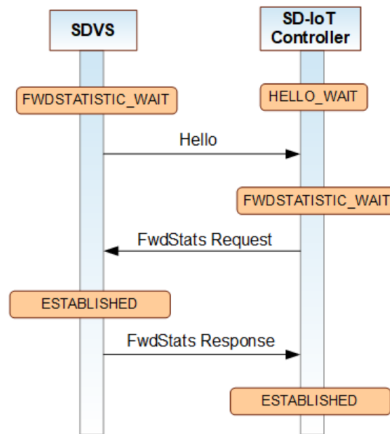 SDVS
SD-IoT
Controller
FWDSTATISTIC_WAIT
HELLO_WAIT
Hello
FWDSTATISTIC_WAIT
FwdStats Request
ESTABLISHED
FwdStats Response
ESTABLISHED